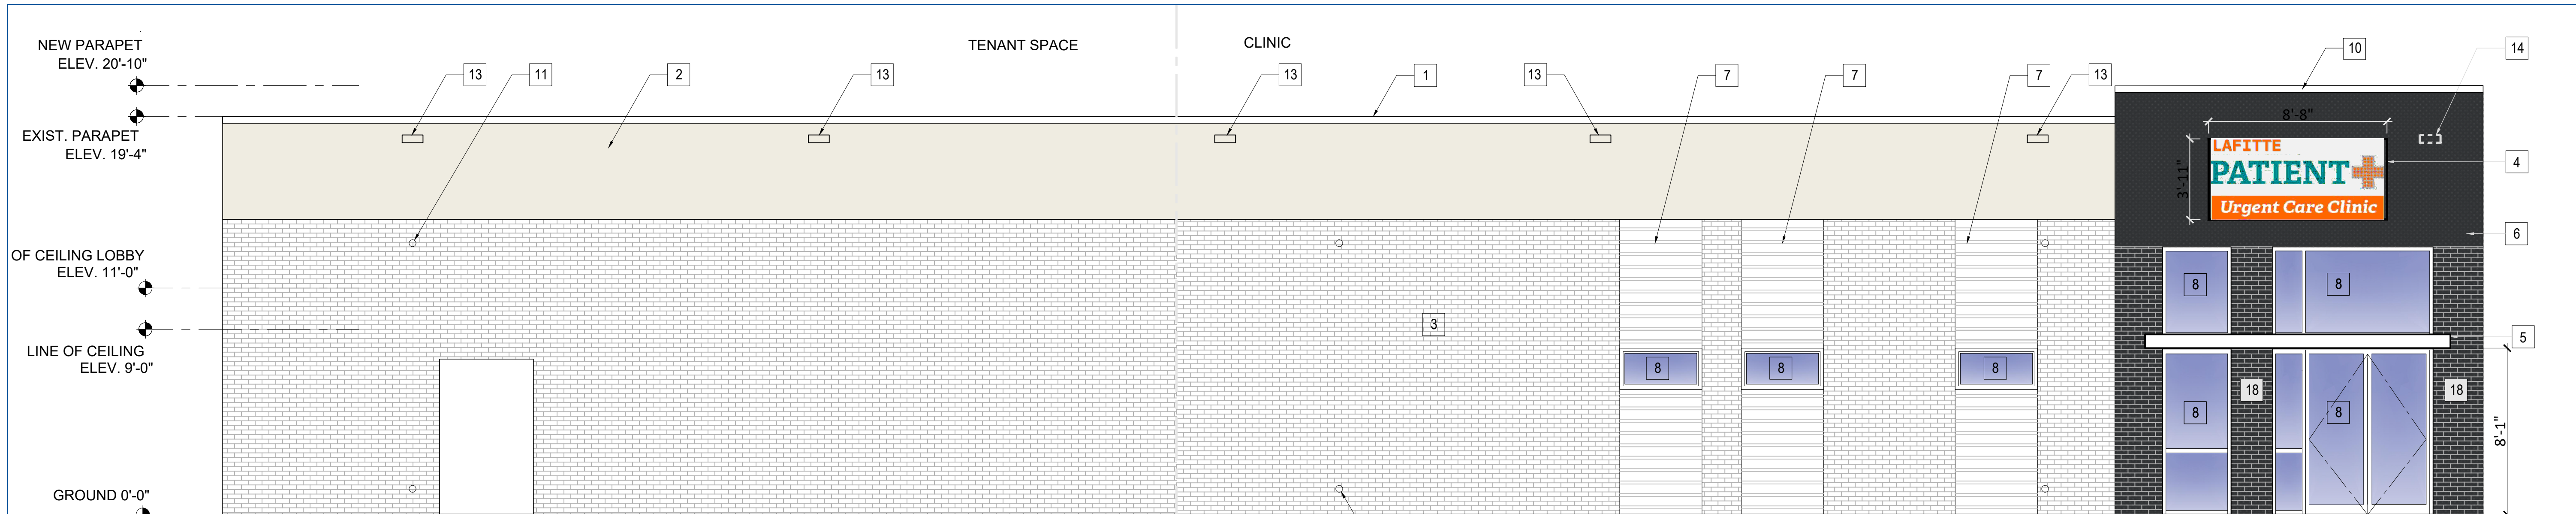 NEW PARAPET
ELEV. 20'-10"
TENANT SPACE
CLINIC
13
11
2
13
13
1
13
7
7
7
13
10
14
EXIST. PARAPET
ELEV. 19'-4"
8'-8"
3'-11"
LAFITTE
PATIENT
Urgent Care Clinic
4
6
OF CEILING LOBBY
ELEV. 11'-0"
8
8
3
5
LINE OF CEILING
ELEV. 9'-0"
8
8
8
8
18
8
18
8'-1"
GROUND 0'-0"